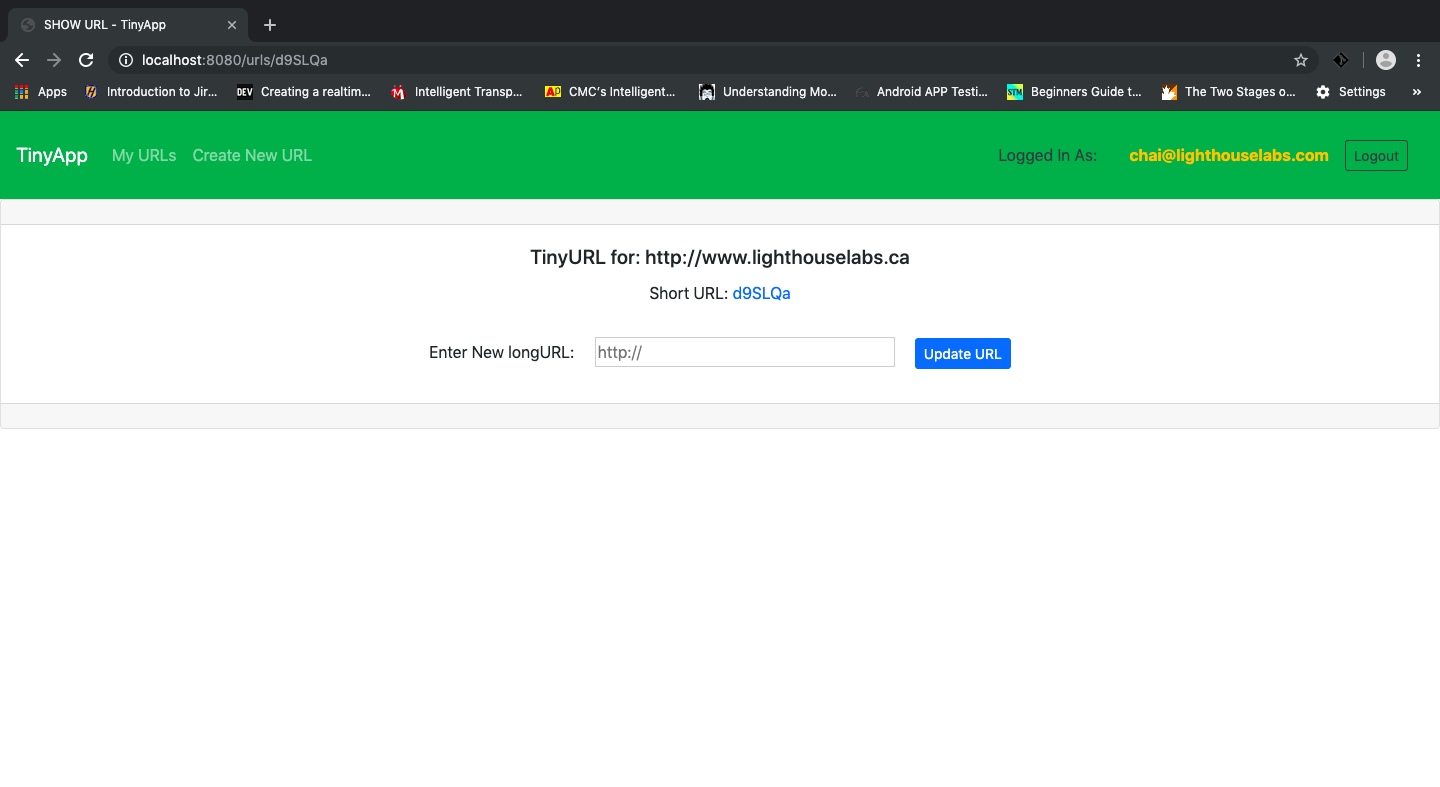 SHOW URL - TinyApp
localhost:8080/urls/d9SLQa
Apps Introduction to Jir... DEV Creating a realtim... Intelligent Transp... Ap CMC's Intelligent... Understanding Mo... Android APP Testi... STM Beginners Guide t... The Two Stages o... Settings »
TinyApp My URLs Create New URL Logged In As: chai@lighthouselabs.com Logout
TinyURL for: http://www.lighthouselabs.ca
Short URL: d9SLQa
Enter New longURL: http:// Update URL